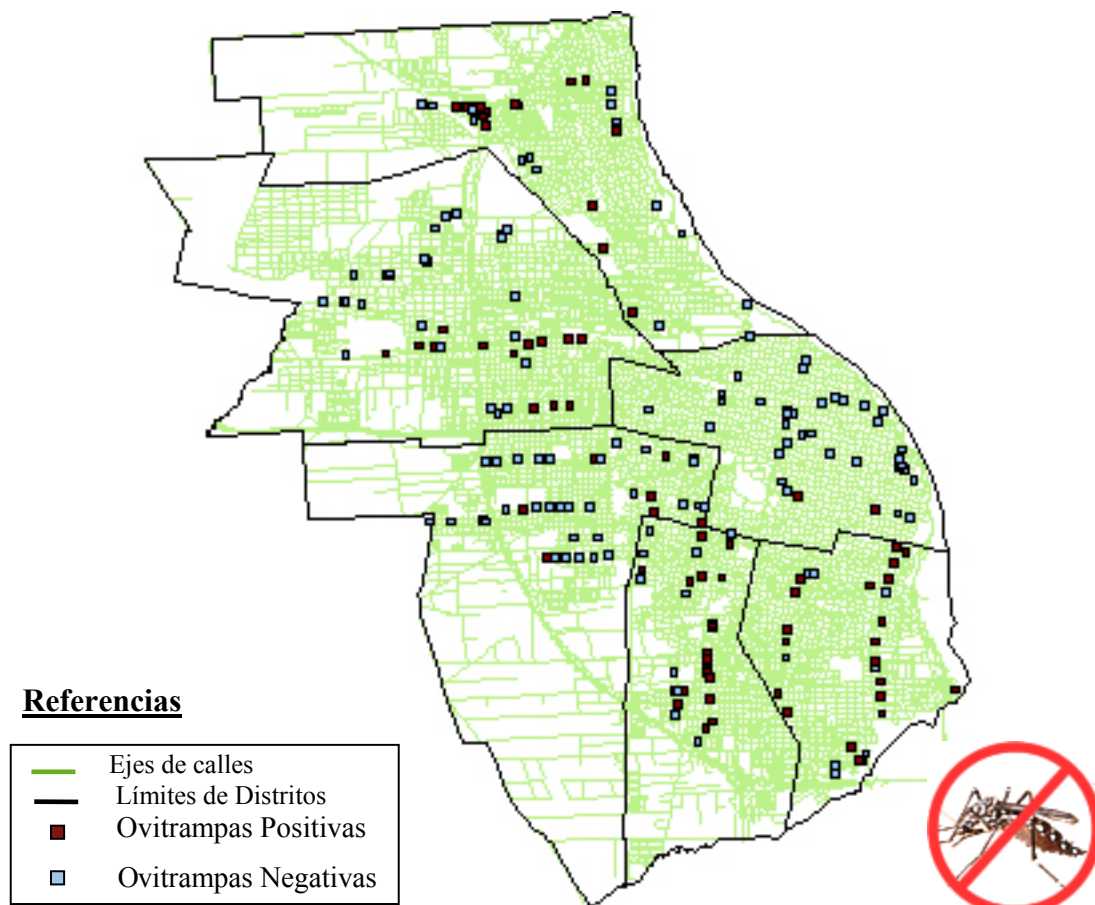 Referencias
Ejes de calles
Límites de Distritos
Ovitrampas Positivas
Ovitrampas Negativas